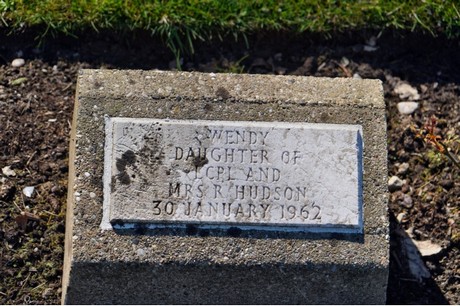 WENDY
DAUGHTER OF
LCPL AND
MRS R HUDSON
30 JANUARY 1962